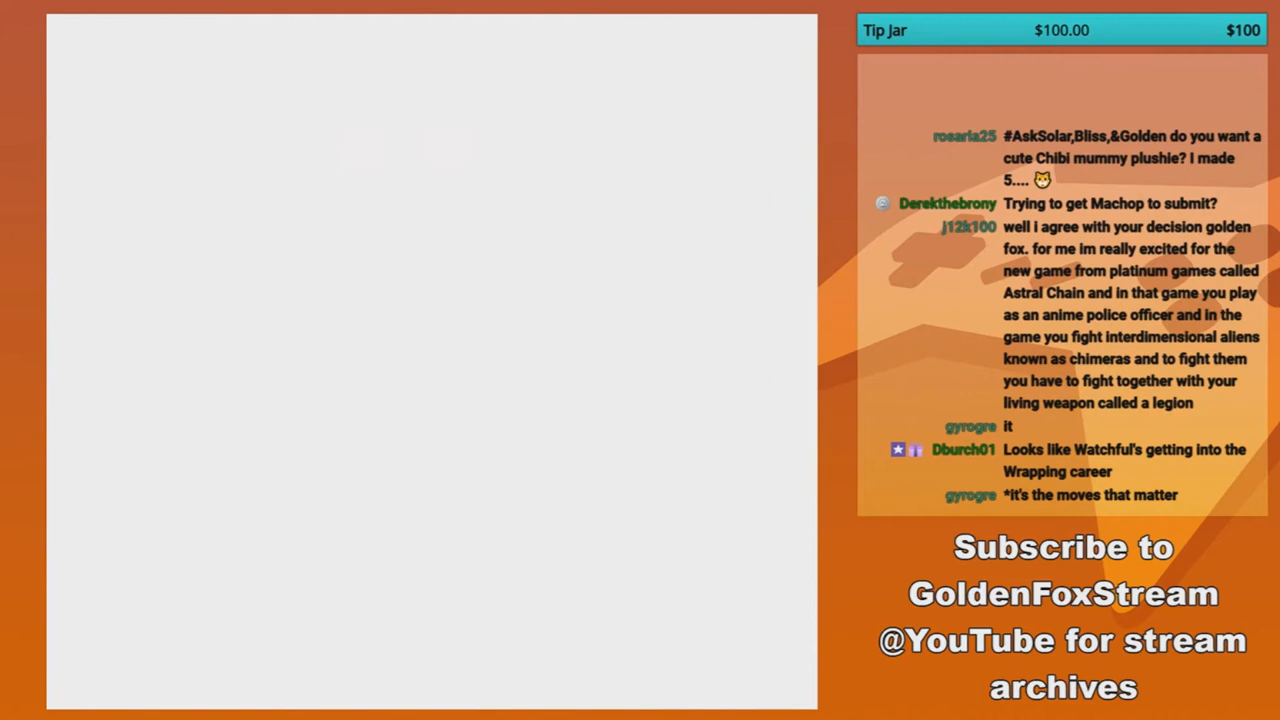 Tip Jar $100.00 $100
rosaria25 #AskSolar,Bliss,&Golden do you want a
cute Chibi mummy plushie? I made
5.... 
Derekthebrony Trying to get Machop to submit?
j12k100 well i agree with your decision golden
fox. for me im really excited for the
new game from platinum games called
Astral Chain and in that game you play
as an anime police officer and in the
game you fight interdimensional aliens
known as chimeras and to fight them
you have to fight together with your
living weapon called a legion
gyrogre it
Dburch01 Looks like Watchful's getting into the
Wrapping career
gyrogre *it's the moves that matter
Subscribe to
GoldenFoxStream
@YouTube for stream
archives